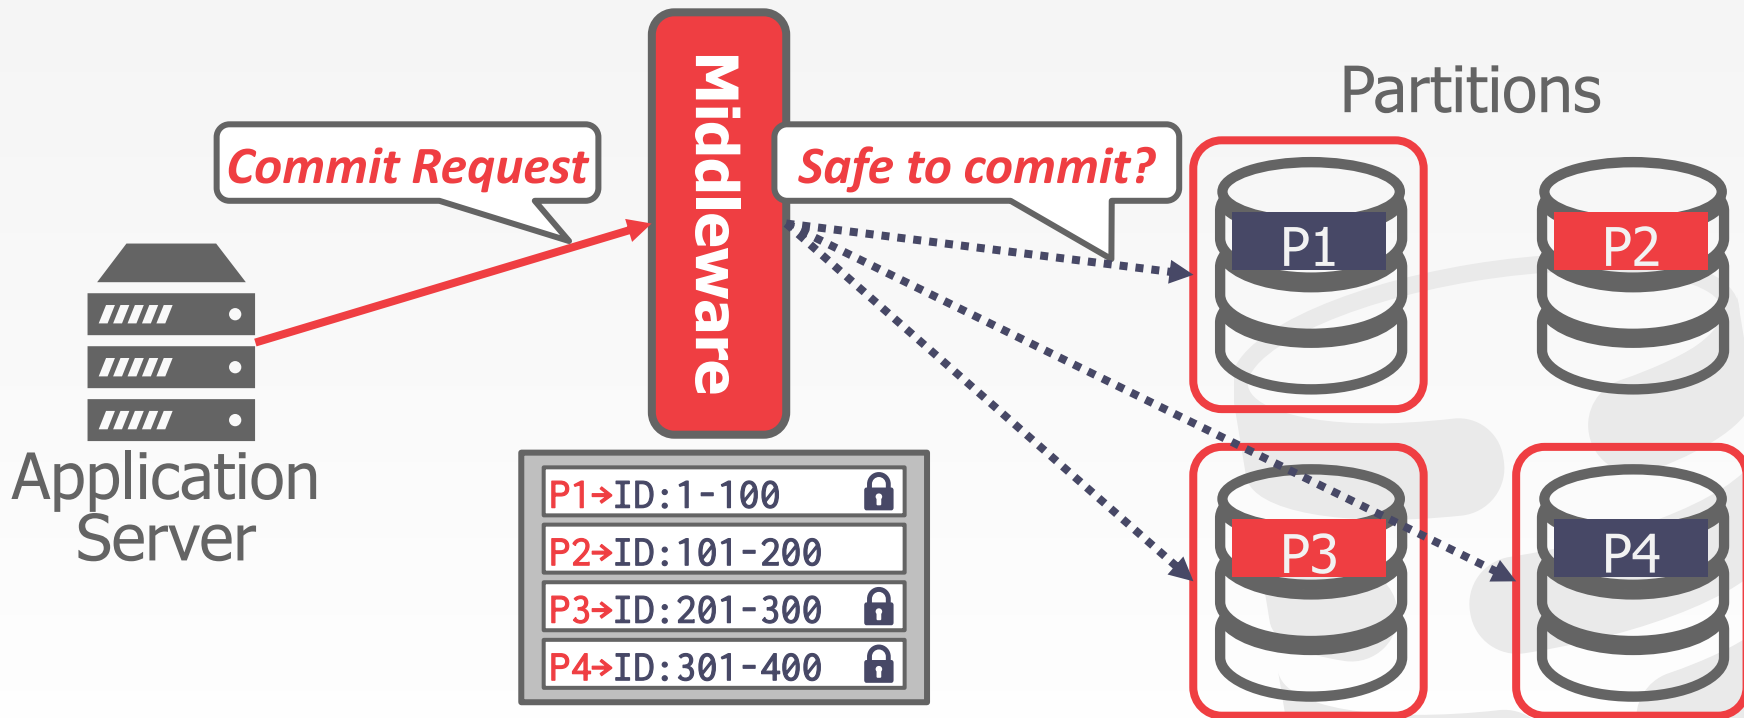 Middleware
Partitions
Commit Request
Safe to commit?
P1
P2
Application
Server
P1→ID:1-100
P2→ID:101-200
P3→ID:201-300
P4→ID:301-400
P3
P4